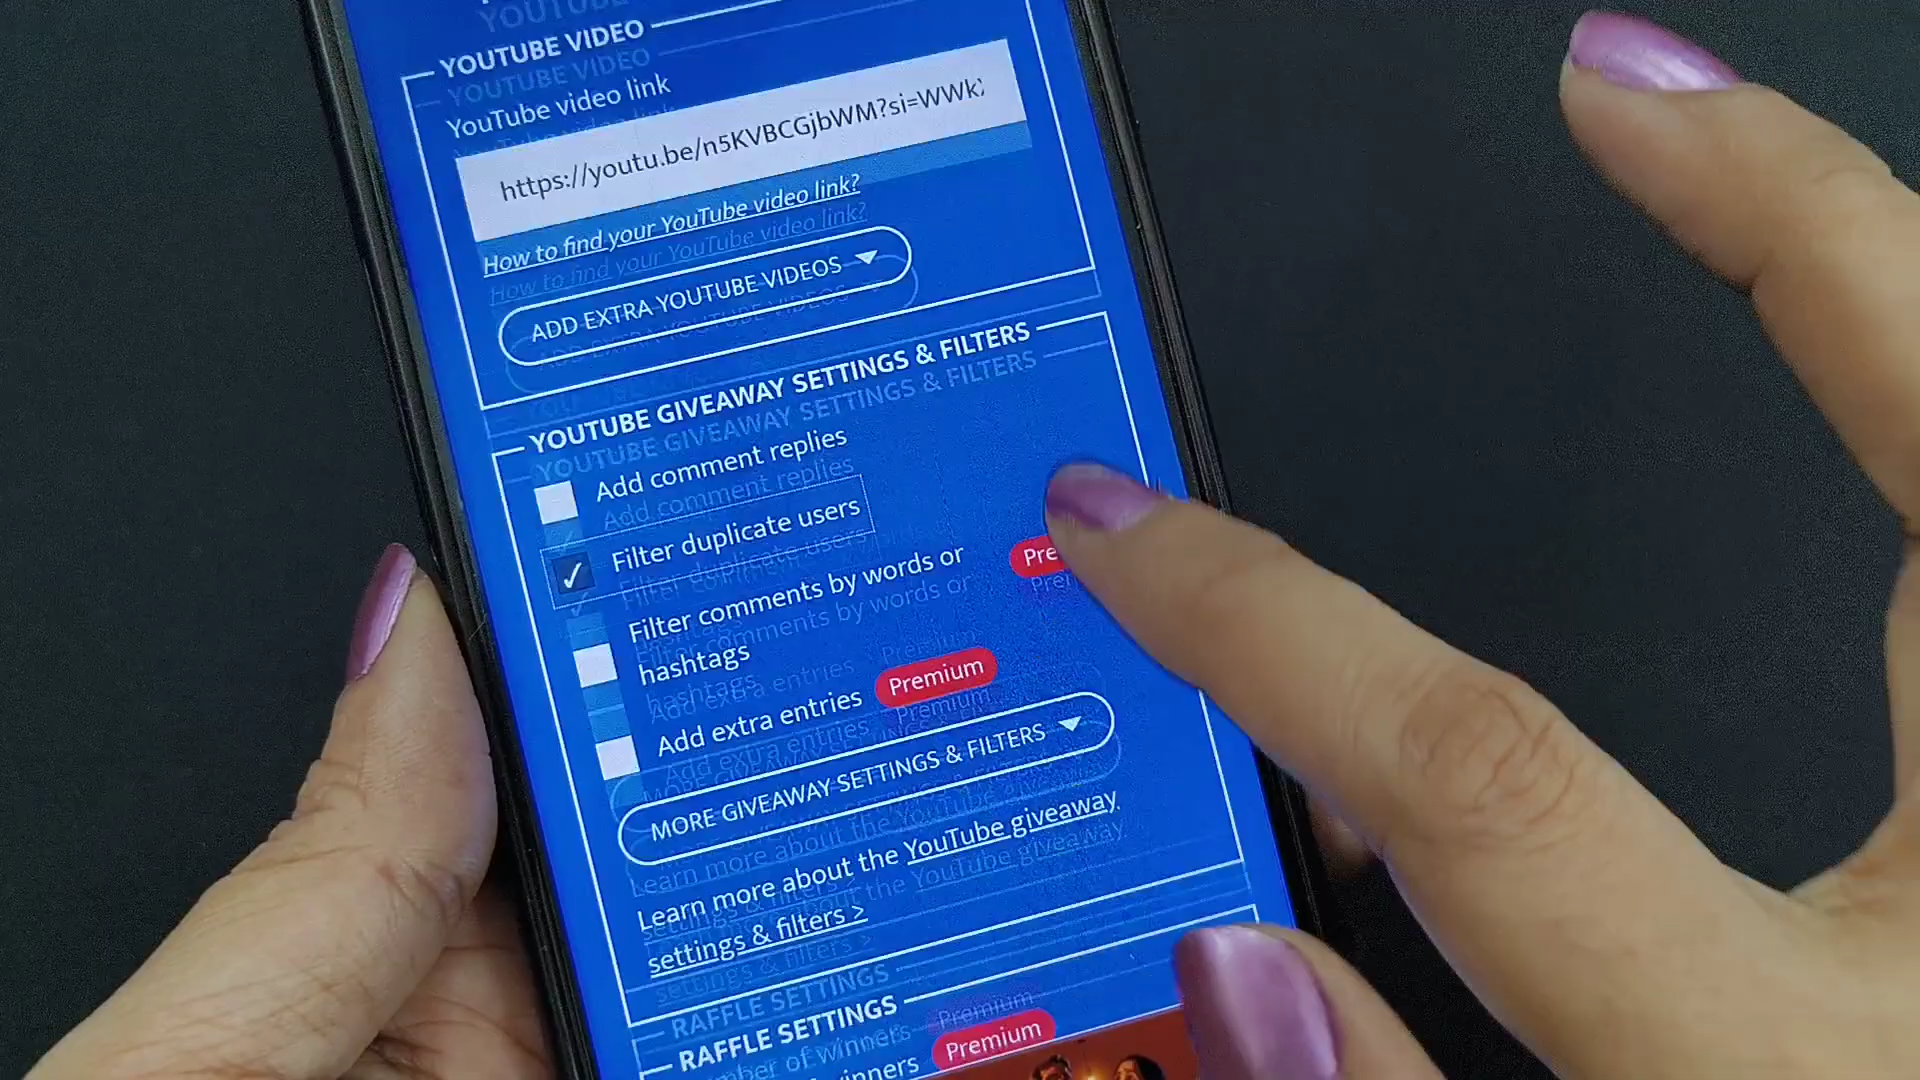 YOUTUBE VIDEO
YouTube video link
https://youtu.be/n5KVBCGjbWM?si=WWk
How to find your YouTube video link?
ADD EXTRA YOUTUBE VIDEOS
YOUTUBE GIVEAWAY SETTINGS & FILTERS
Add comment replies
Filter duplicate users
Filter comments by words or
hashtags
Pre
Add extra entries Premium
MORE GIVEAWAY SETTINGS & FILTERS
Learn more about the YouTube giveaway
settings & filters >
RAFFLE SETTINGS
Premium